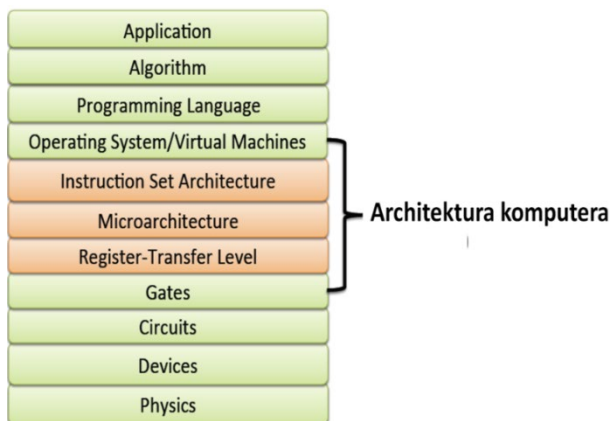 Application
Algorithm
Programming Language
Operating System/Virtual Machines
Instruction Set Architecture
Microarchitecture
Register-Transfer Level
Gates
Circuits
Devices
Physics
Architektura komputera